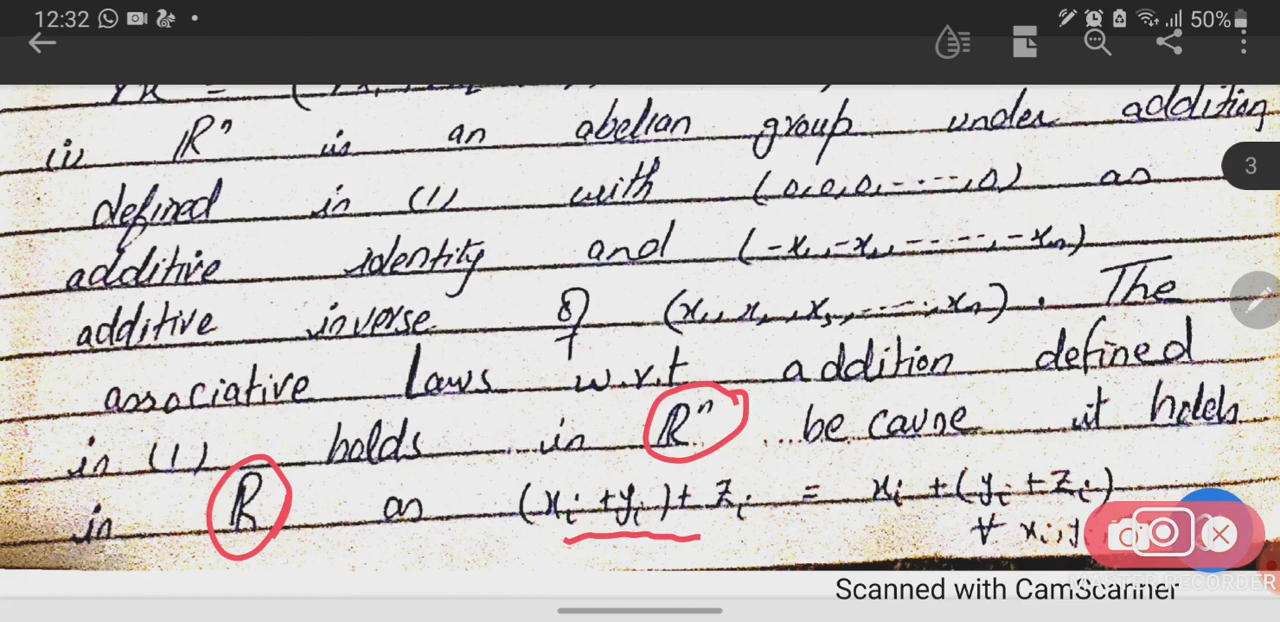 12:32
50%
(i) Rⁿ is an abelian group under addition
3
defined in (1) with (0,0,0,-----,0) as
additive identity and (-x₁,-x₂,-----,-xₙ)
additive inverse of (x₁,x₂,x₃,-----,xₙ). The
associative Laws w.r.t addition defined
in (1) holds in Rⁿ because it holds
in R as (xᵢ+yᵢ)+zᵢ = xᵢ+(yᵢ+zᵢ)
∀ xᵢ,y
MASTER RECORDER
Scanned with CamScanner